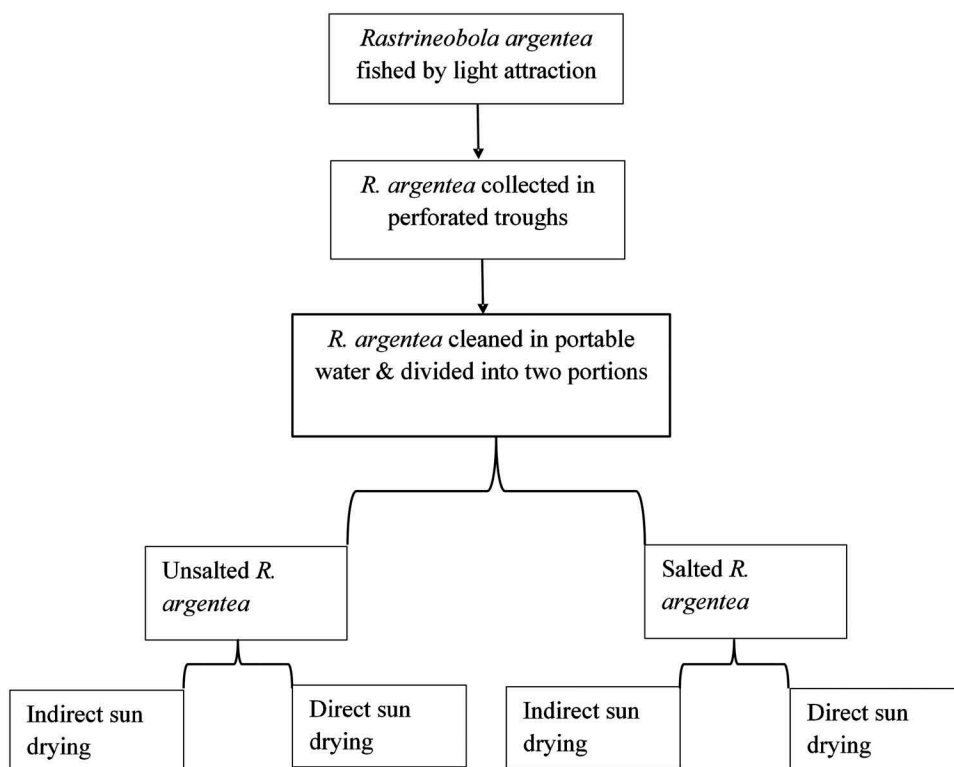 Rastrineobola argentea
fished by light attraction
R. argentea collected in
perforated troughs
R. argentea cleaned in portable
water & divided into two portions
Unsalted R.
argentea
Salted R.
argentea
Indirect sun
drying
Direct sun
drying
Indirect sun
drying
Direct sun
drying